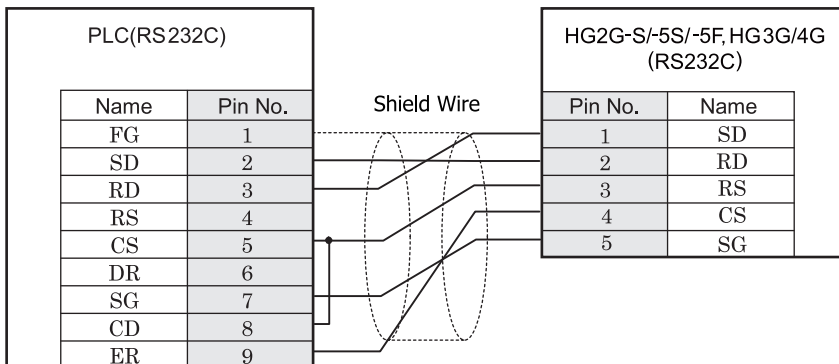 PLC(RS232C)
HG2G-S/-5S/-5F, HG3G/4G
(RS232C)
Shield Wire
Name Pin No.
FG 1
SD 2
RD 3
RS 4
CS 5
DR 6
SG 7
CD 8
ER 9
Pin No. Name
1 SD
2 RD
3 RS
4 CS
5 SG